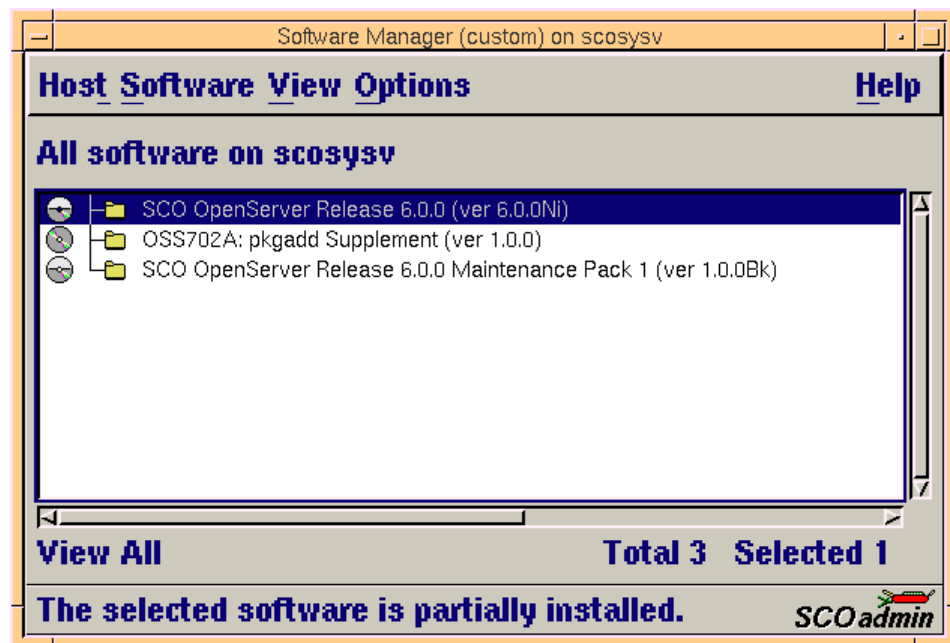 Software Manager (custom) on scosysv
Host Software View Options Help
All software on scosysv
SCO OpenServer Release 6.0.0 (ver 6.0.0Ni)
OSS702A: pkgadd Supplement (ver 1.0.0)
SCO OpenServer Release 6.0.0 Maintenance Pack 1 (ver 1.0.0Bk)
View All Total 3 Selected 1
The selected software is partially installed. SCOadmin